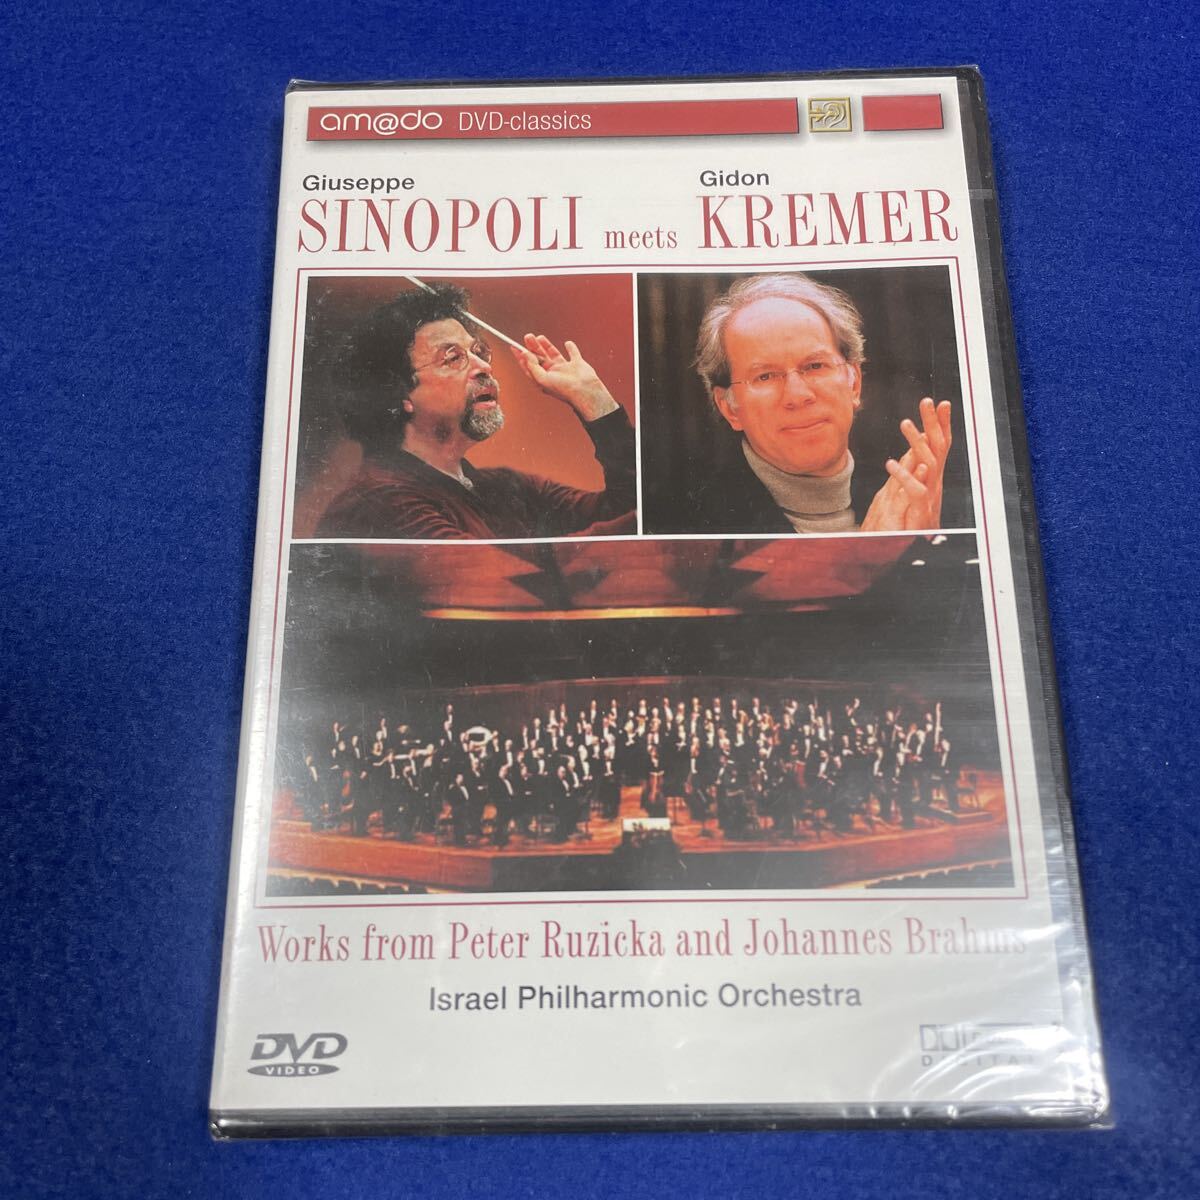 am@do DVD-classics
Giuseppe Gidon
SINOPOLI meets KREMER
Works from Peter Ruzicka and Johannes Brahms
Israel Philharmonic Orchestra
DVD
VIDEO
DIGITAL